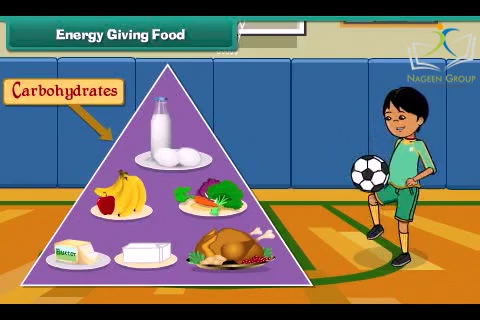 Energy Giving Food
NAGEEN GROUP
Carbohydrates
Butter